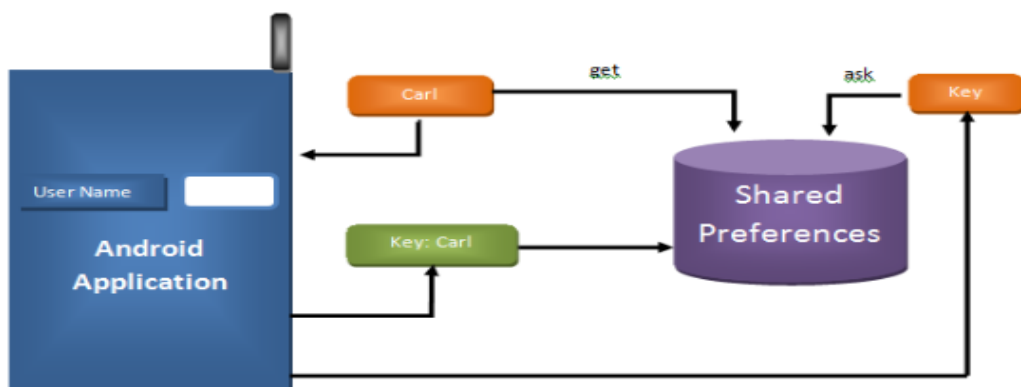 get
ask
Carl
Key
User Name
Shared
Preferences
Key: Carl
Android
Application